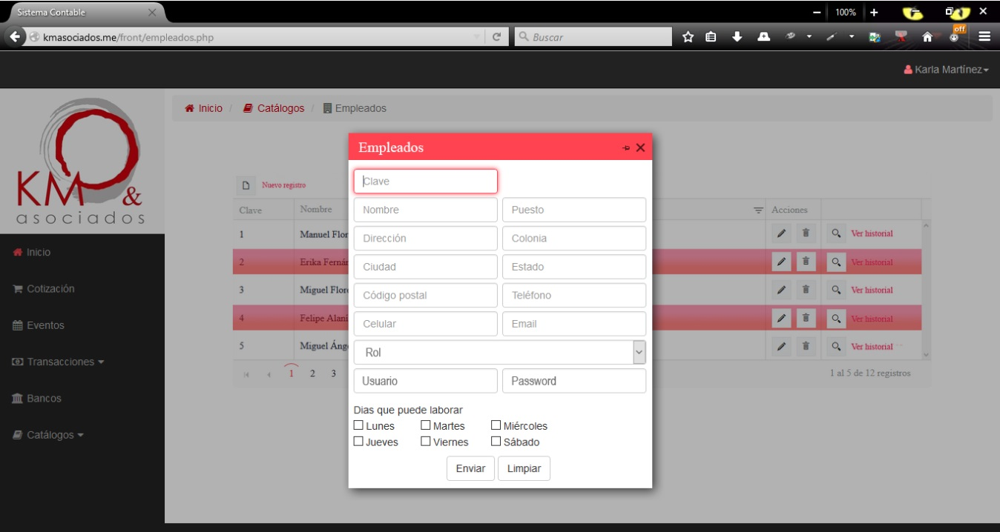 Sistema Contable
100%
kmasociados.me/front/empleados.php
Buscar
off
Karla Martínez
KM &
asociados
Inicio / Catálogos / Empleados
Inicio
Cotización
Eventos
Transacciones
Bancos
Catálogos
Nuevo registro
Clave Nombre Acciones
1 Manuel Flor Ver historial
2 Erika Fernán Ver historial
3 Miguel Flore Ver historial
4 Felipe Alaní Ver historial
5 Miguel Ánge Ver historial
1 2 3
1 al 5 de 12 registros
Empleados
Clave
Nombre Puesto
Dirección Colonia
Ciudad Estado
Código postal Teléfono
Celular Email
Rol
Usuario Password
Dias que puede laborar
Lunes Martes Miércoles
Jueves Viernes Sábado
Enviar Limpiar